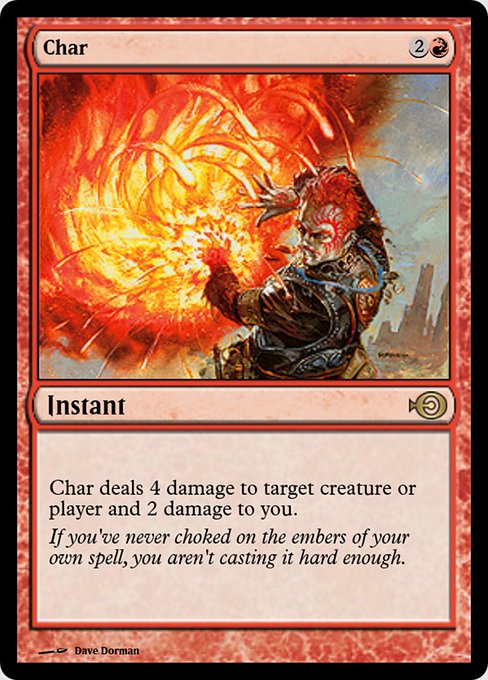 Char 2
Instant
Char deals 4 damage to target creature or
player and 2 damage to you.
If you've never choked on the embers of your
own spell, you aren't casting it hard enough.
Dave Dorman